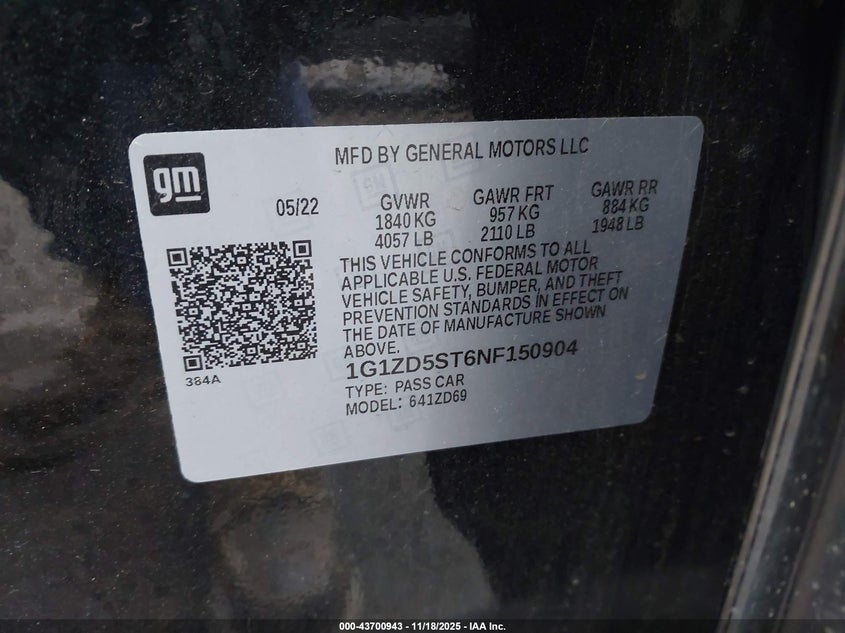 gm
MFD BY GENERAL MOTORS LLC
05/22
GVWR
1840 KG
4057 LB
GAWR FRT
957 KG
2110 LB
GAWR RR
884 KG
1948 LB
THIS VEHICLE CONFORMS TO ALL
APPLICABLE U.S. FEDERAL MOTOR
VEHICLE SAFETY, BUMPER, AND THEFT
PREVENTION STANDARDS IN EFFECT ON
THE DATE OF MANUFACTURE SHOWN
ABOVE.
384A
1G1ZD5ST6NF150904
TYPE: PASS CAR
MODEL: 641ZD69
000-43700943 - 11/18/2025 - IAA Inc.